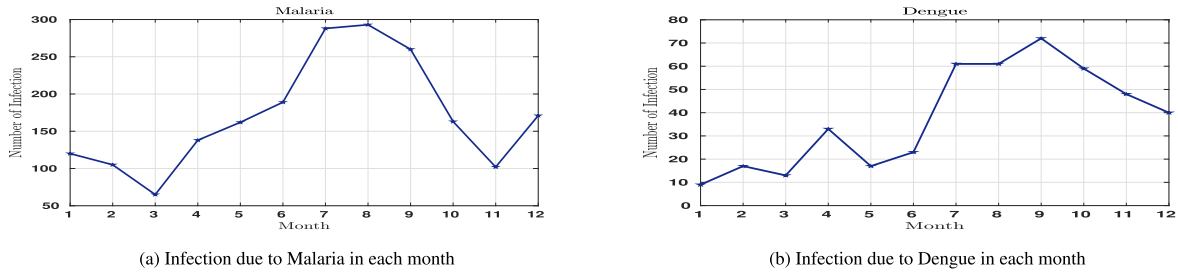 Malaria
300
250
200
150
100
50
Number of Infection
1 2 3 4 5 6 7 8 9 10 11 12
Month
(a) Infection due to Malaria in each month
Dengue
80
70
60
50
40
30
20
10
0
Number of Infection
1 2 3 4 5 6 7 8 9 10 11 12
Month
(b) Infection due to Dengue in each month